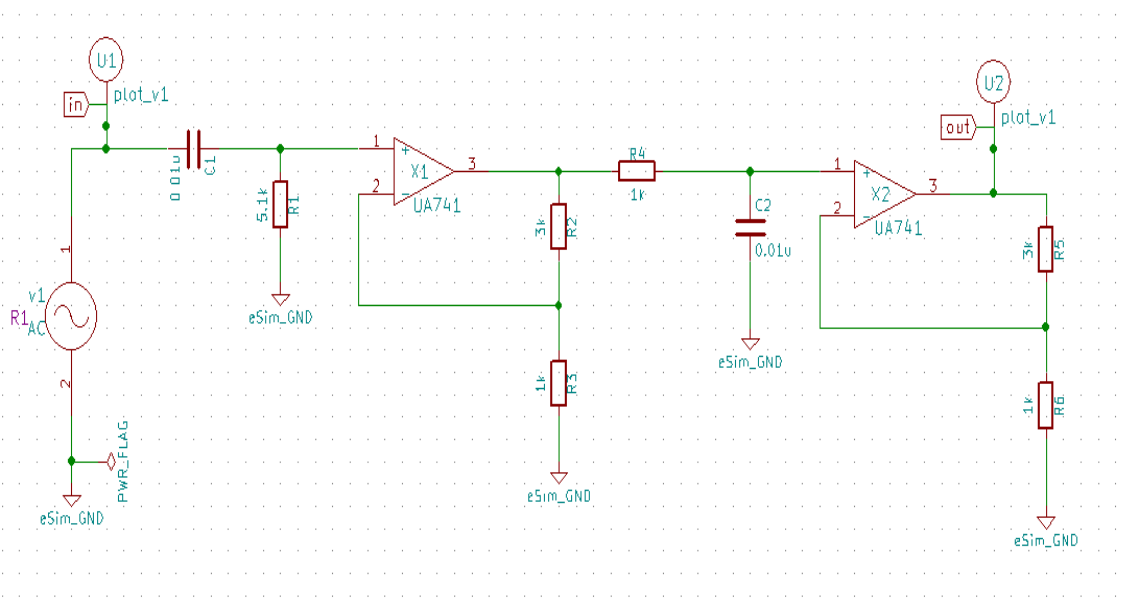 U1
plot_v1
in
0.01u
C1
5.1k
R1
eSim_GND
1
v1
R1
AC
2
PWR_FLAG
eSim_GND
1
+
2
-
X1
3
UA741
3k
R2
1k
R3
eSim_GND
R4
1k
C2
0.01u
eSim_GND
1
+
2
-
X2
3
UA741
U2
plot_v1
out
3k
R5
1k
R6
eSim_GND